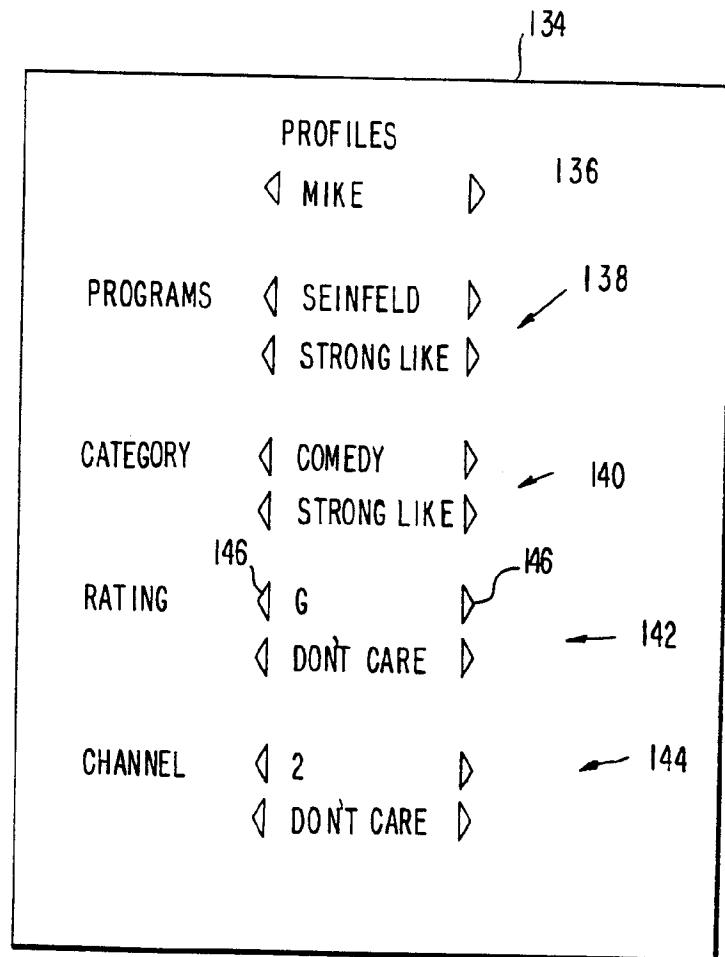 134
PROFILES
MIKE 136
PROGRAMS SEINFELD 138
STRONG LIKE
CATEGORY COMEDY 140
STRONG LIKE
146 146
RATING G
DON'T CARE 142
CHANNEL 2 144
DON'T CARE